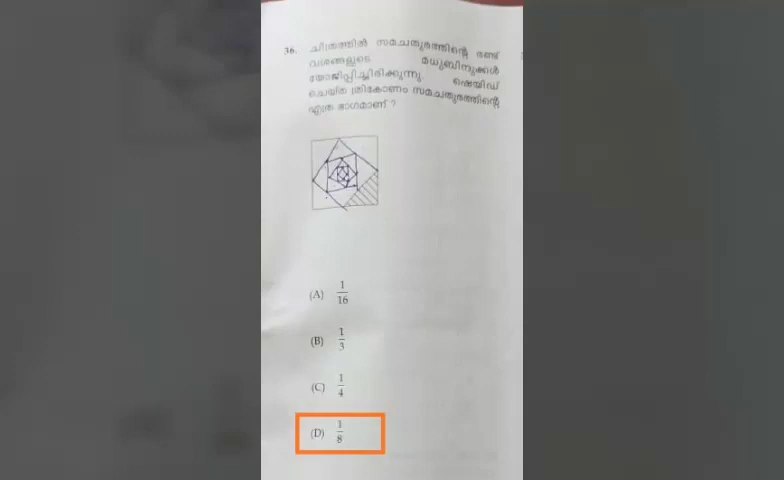 36. ചിത്രത്തിൽ സമചതുരത്തിന്റെ രണ്ട്
വശങ്ങളുടെ മധ്യബിന്ദുക്കൾ
യോജിപ്പിച്ചിരിക്കുന്നു. ഷെയിഡ്
ചെയ്ത ത്രികോണം സമചതുരത്തിന്റെ
എത്ര ഭാഗമാണ് ?
(A) 1/16
(B) 1/3
(C) 1/4
(D) 1/8